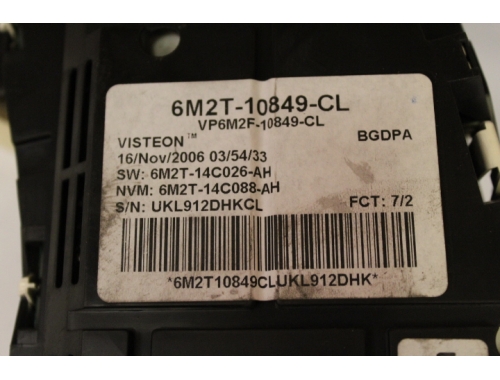 6M2T-10849-CL
VP6M2F-10849-CL
VISTEON™ BGDPA
16/Nov/2006 03/54/33
SW: 6M2T-14C026-AH
NVM: 6M2T-14C088-AH
S/N: UKL912DHKCL FCT: 7/2
*6M2T10849CLUKL912DHK*